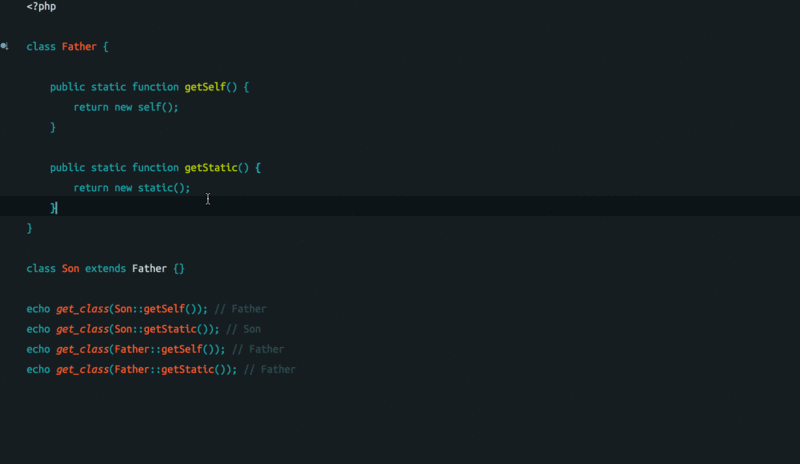 <?php
class Father {
public static function getSelf() {
return new self();
}
public static function getStatic() {
return new static();
}
}
class Son extends Father {}
echo get_class(Son::getSelf()); // Father
echo get_class(Son::getStatic()); // Son
echo get_class(Father::getSelf()); // Father
echo get_class(Father::getStatic()); // Father